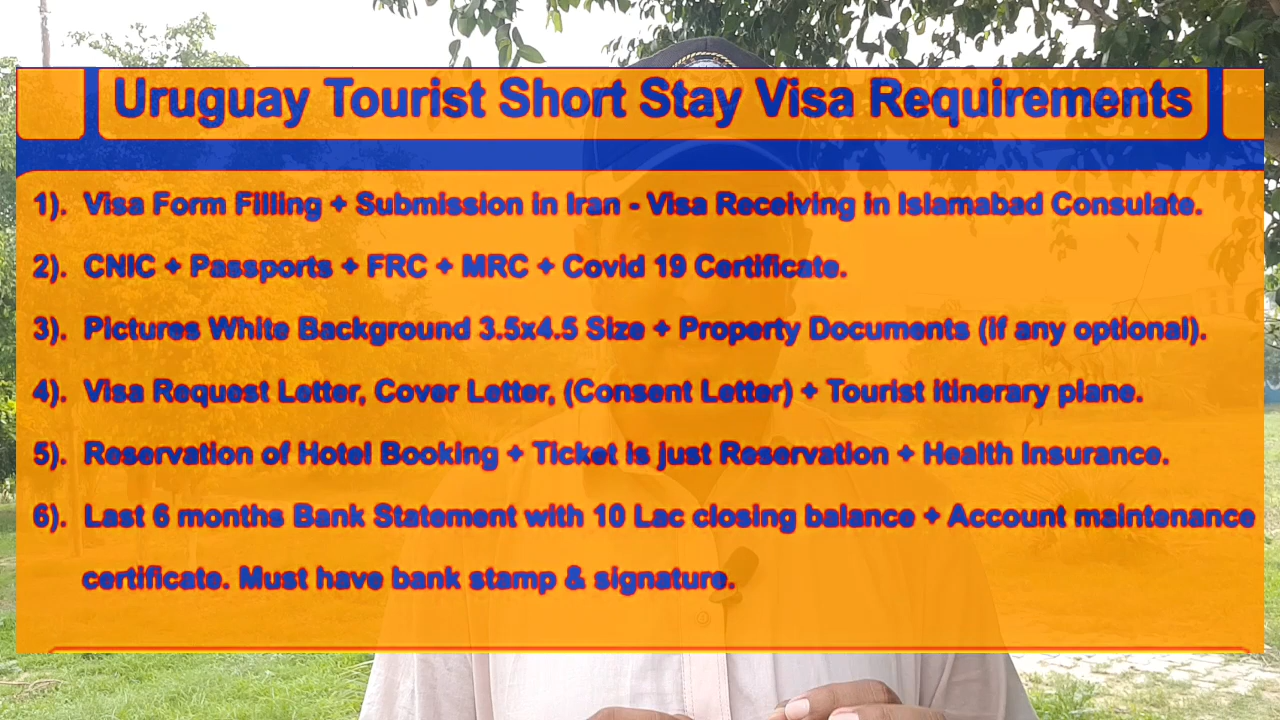 Uruguay Tourist Short Stay Visa Requirements
1). Visa Form Filling + Submission in Iran - Visa Receiving in Islamabad Consulate.
2). CNIC + Passports + FRC + MRC + Covid 19 Certificate.
3). Pictures White Background 3.5x4.5 Size + Property Documents (if any optional).
4). Visa Request Letter, Cover Letter, (Consent Letter) + Tourist itinerary plane.
5). Reservation of Hotel Booking + Ticket is just Reservation + Health Insurance.
6). Last 6 months Bank Statement with 10 Lac closing balance + Account maintenance
certificate. Must have bank stamp & signature.